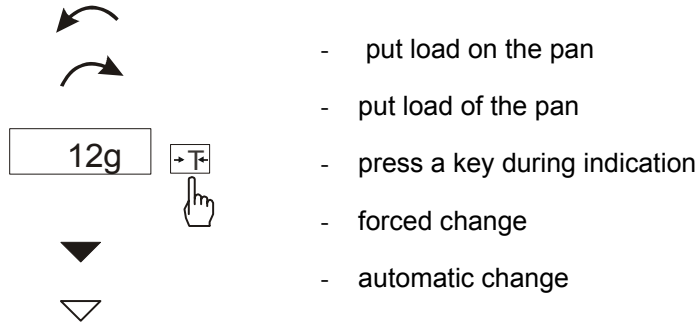 - put load on the pan
- put load of the pan
12g →T← - press a key during indication
- forced change
- automatic change